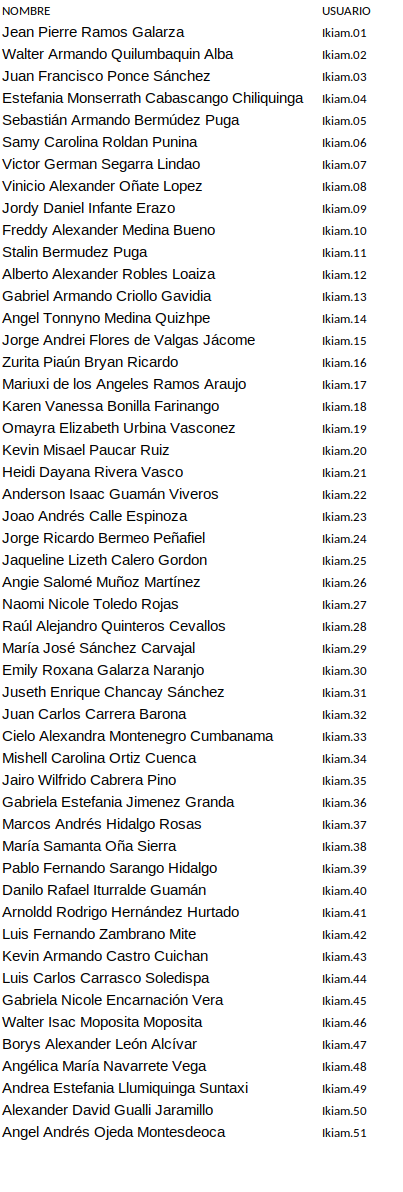 NOMBRE USUARIO
Jean Pierre Ramos Galarza Ikiam.01
Walter Armando Quilumbaquin Alba Ikiam.02
Juan Francisco Ponce Sánchez Ikiam.03
Estefania Monserrath Cabascango Chiliquinga Ikiam.04
Sebastián Armando Bermúdez Puga Ikiam.05
Samy Carolina Roldan Punina Ikiam.06
Victor German Segarra Lindao Ikiam.07
Vinicio Alexander Oñate Lopez Ikiam.08
Jordy Daniel Infante Erazo Ikiam.09
Freddy Alexander Medina Bueno Ikiam.10
Stalin Bermudez Puga Ikiam.11
Alberto Alexander Robles Loaiza Ikiam.12
Gabriel Armando Criollo Gavidia Ikiam.13
Angel Tonnyno Medina Quizhpe Ikiam.14
Jorge Andrei Flores de Valgas Jácome Ikiam.15
Zurita Piaún Bryan Ricardo Ikiam.16
Mariuxi de los Angeles Ramos Araujo Ikiam.17
Karen Vanessa Bonilla Farinango Ikiam.18
Omayra Elizabeth Urbina Vasconez Ikiam.19
Kevin Misael Paucar Ruiz Ikiam.20
Heidi Dayana Rivera Vasco Ikiam.21
Anderson Isaac Guamán Viveros Ikiam.22
Joao Andrés Calle Espinoza Ikiam.23
Jorge Ricardo Bermeo Peñafiel Ikiam.24
Jaqueline Lizeth Calero Gordon Ikiam.25
Angie Salomé Muñoz Martínez Ikiam.26
Naomi Nicole Toledo Rojas Ikiam.27
Raúl Alejandro Quinteros Cevallos Ikiam.28
María José Sánchez Carvajal Ikiam.29
Emily Roxana Galarza Naranjo Ikiam.30
Juseth Enrique Chancay Sánchez Ikiam.31
Juan Carlos Carrera Barona Ikiam.32
Cielo Alexandra Montenegro Cumbanama Ikiam.33
Mishell Carolina Ortiz Cuenca Ikiam.34
Jairo Wilfrido Cabrera Pino Ikiam.35
Gabriela Estefania Jimenez Granda Ikiam.36
Marcos Andrés Hidalgo Rosas Ikiam.37
María Samanta Oña Sierra Ikiam.38
Pablo Fernando Sarango Hidalgo Ikiam.39
Danilo Rafael Iturralde Guamán Ikiam.40
Arnoldd Rodrigo Hernández Hurtado Ikiam.41
Luis Fernando Zambrano Mite Ikiam.42
Kevin Armando Castro Cuichan Ikiam.43
Luis Carlos Carrasco Soledispa Ikiam.44
Gabriela Nicole Encarnación Vera Ikiam.45
Walter Isac Moposita Moposita Ikiam.46
Borys Alexander León Alcívar Ikiam.47
Angélica María Navarrete Vega Ikiam.48
Andrea Estefania Llumiquinga Suntaxi Ikiam.49
Alexander David Gualli Jaramillo Ikiam.50
Angel Andrés Ojeda Montesdeoca Ikiam.51